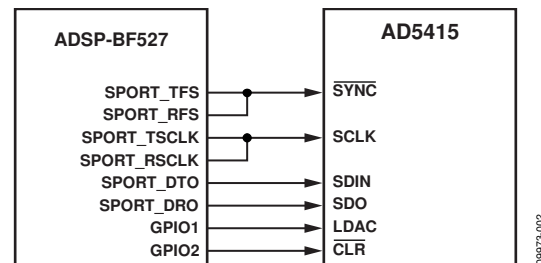 ADSP-BF527
AD5415
SPORT_TFS
SYNC
SPORT_RFS
SPORT_TSCLK
SCLK
SPORT_RSCLK
SPORT_DTO
SDIN
SPORT_DRO
SDO
GPIO1
LDAC
GPIO2
CLR
09973-002